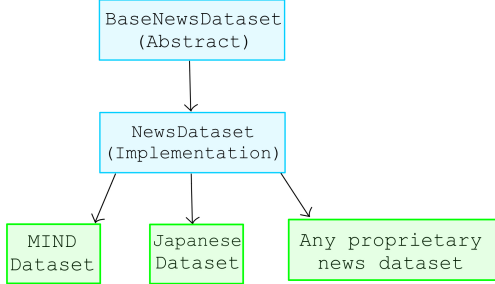 BaseNewsDataset
(Abstract)
NewsDataset
(Implementation)
MIND
Dataset
Japanese
Dataset
Any proprietary
news dataset